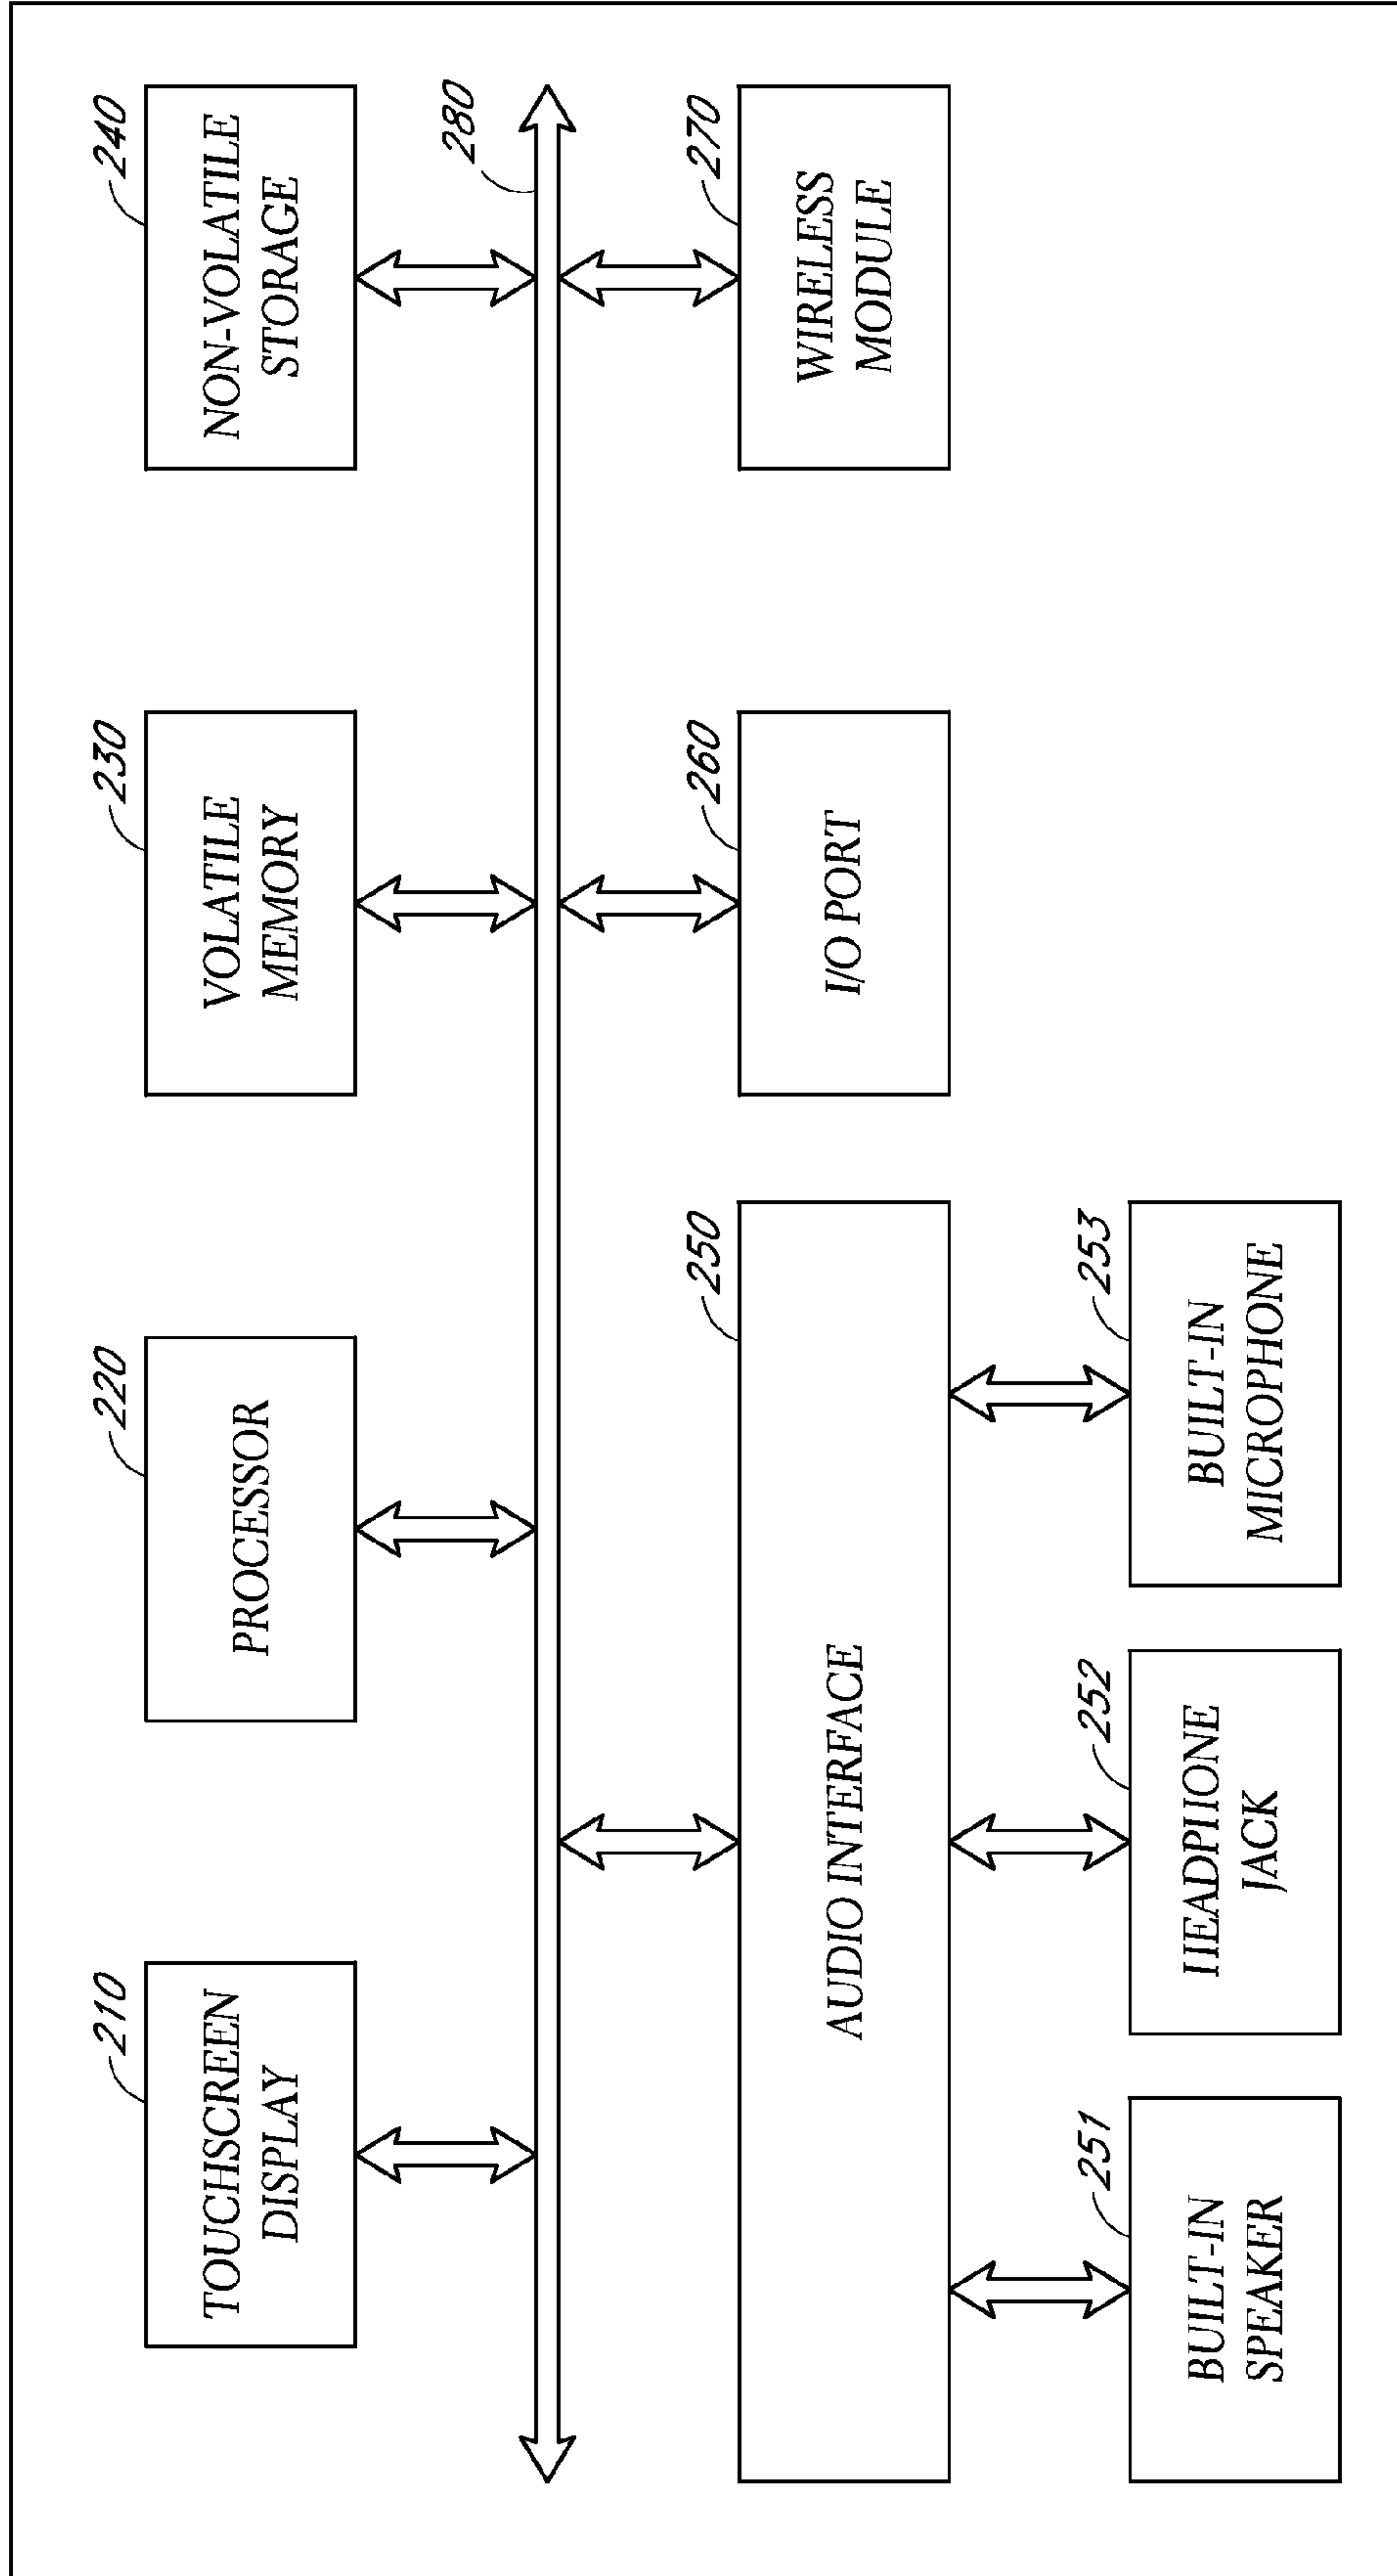 210
TOUCHSCREEN
DISPLAY
220
PROCESSOR
230
VOLATILE
MEMORY
240
NON-VOLATILE
STORAGE
280
250
AUDIO INTERFACE
260
I/O PORT
270
WIRELESS
MODULE
251
BUILT-IN
SPEAKER
252
HEADPHONE
JACK
253
BUILT-IN
MICROPHONE